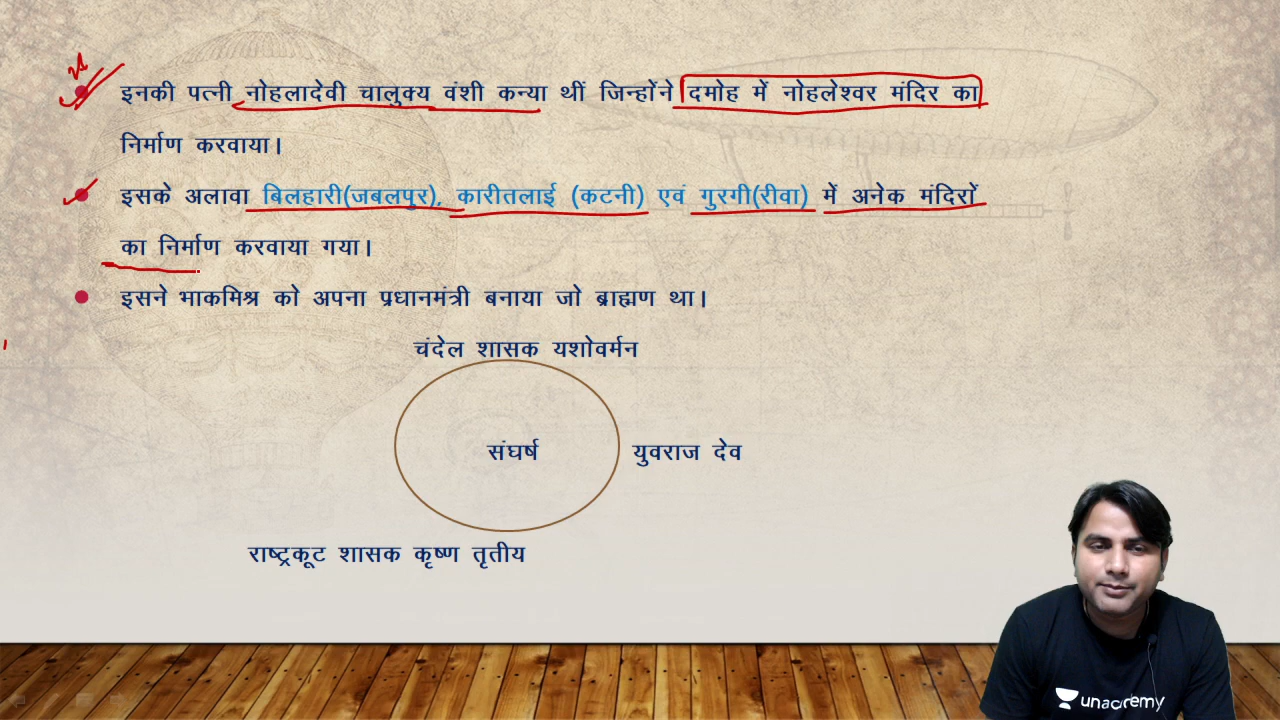 इनकी पत्नी नोहलादेवी चालुक्य वंशी कन्या थीं जिन्होंने दमोह में नोहलेश्वर मंदिर का
निर्माण करवाया।
इसके अलावा बिलहारी(जबलपुर), कारीतलाई (कटनी) एवं गुरगी(रीवा) में अनेक मंदिरों
का निर्माण करवाया गया।
इसने भाकमिश्र को अपना प्रधानमंत्री बनाया जो ब्राह्मण था।
चंदेल शासक यशोवर्मन
संघर्ष युवराज देव
राष्ट्रकूट शासक कृष्ण तृतीय
unacademy